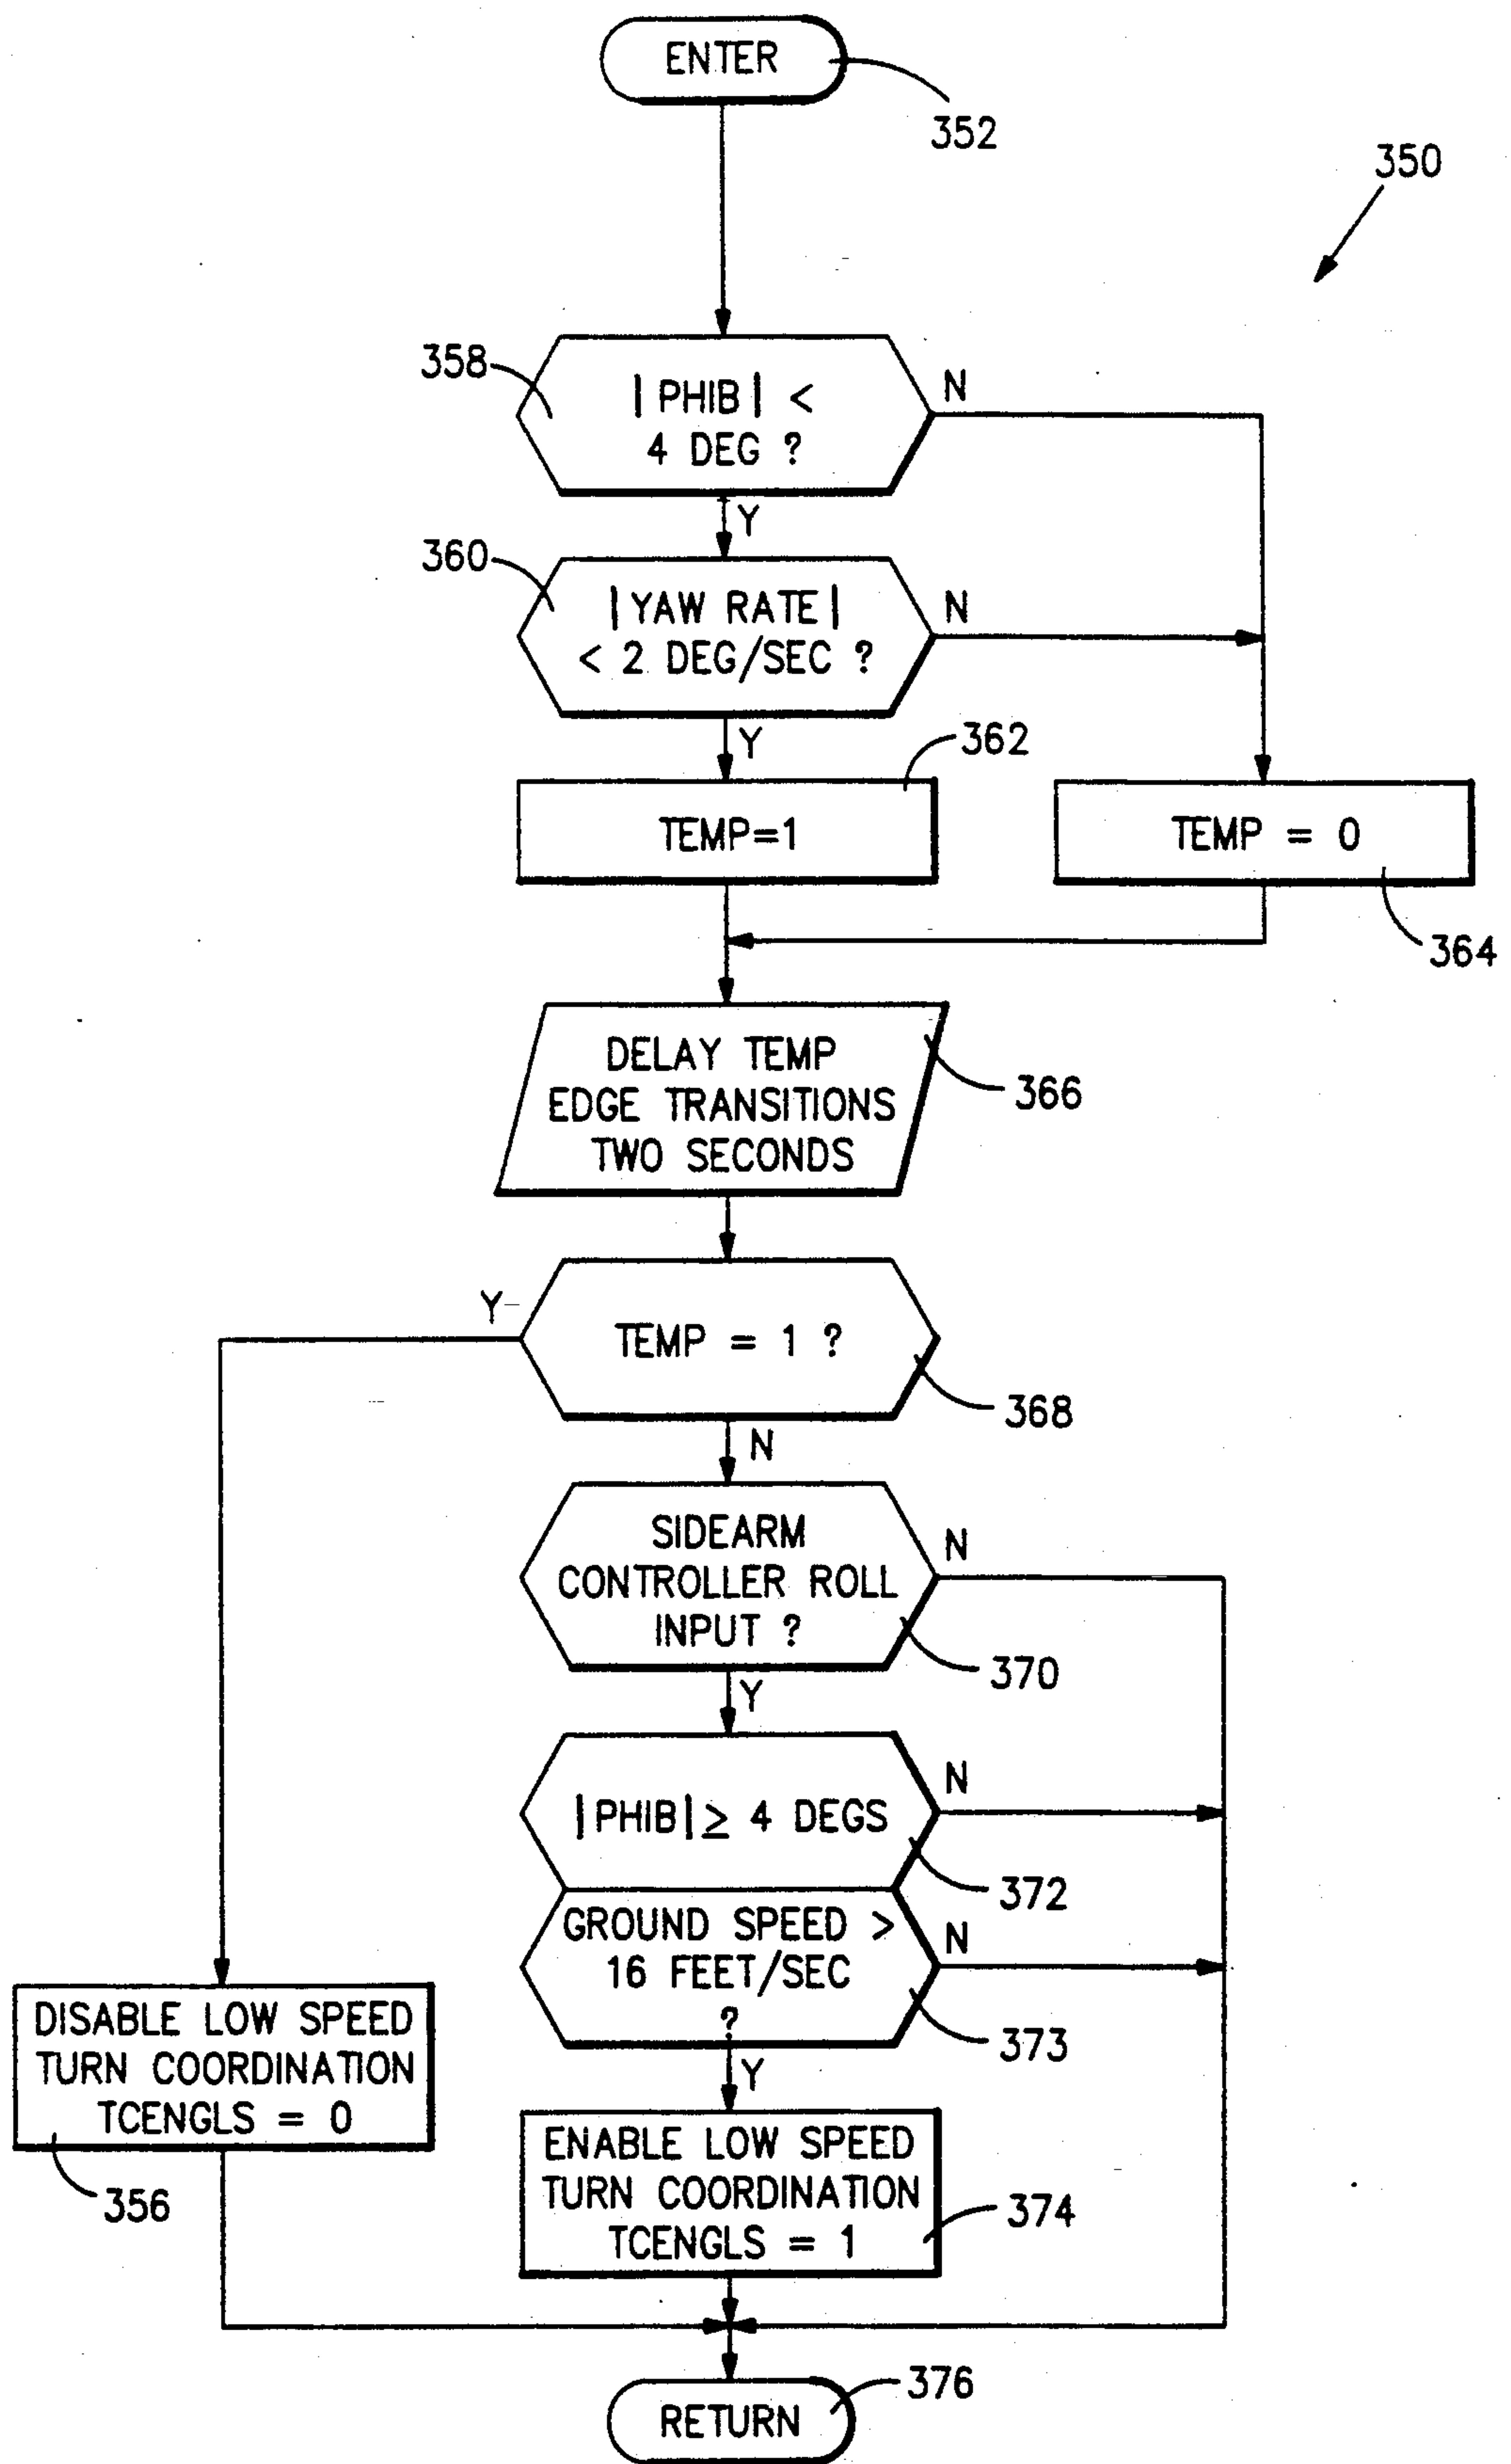 ENTER
352
350
358
| PHIB | <
4 DEG ?
N
Y
360
| YAW RATE |
< 2 DEG/SEC ?
N
Y
362
TEMP=1
TEMP = 0
364
DELAY TEMP
EDGE TRANSITIONS
TWO SECONDS
366
Y
TEMP = 1 ?
368
N
SIDEARM
CONTROLLER ROLL
INPUT ?
N
370
Y
|PHIB| ≥ 4 DEGS
N
372
GROUND SPEED >
16 FEET/SEC
?
N
373
Y
DISABLE LOW SPEED
TURN COORDINATION
TCENGLS = 0
356
ENABLE LOW SPEED
TURN COORDINATION
TCENGLS = 1
374
376
RETURN